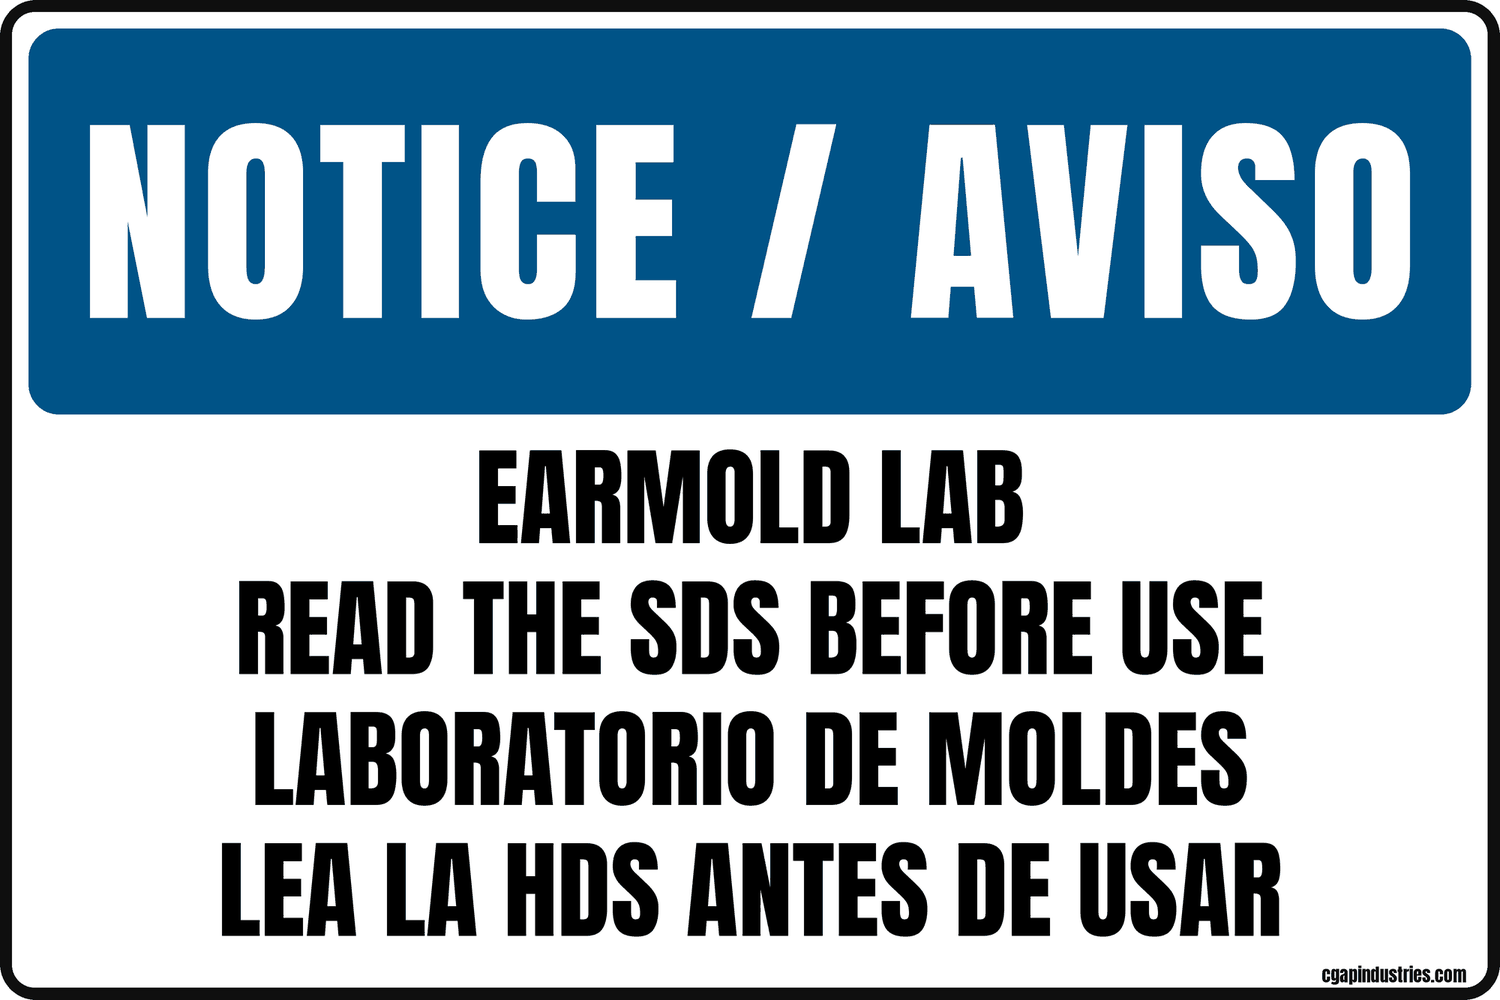 NOTICE / AVISO
EARMOLD LAB
READ THE SDS BEFORE USE
LABORATORIO DE MOLDES
LEA LA HDS ANTES DE USAR
cgapindustries.com